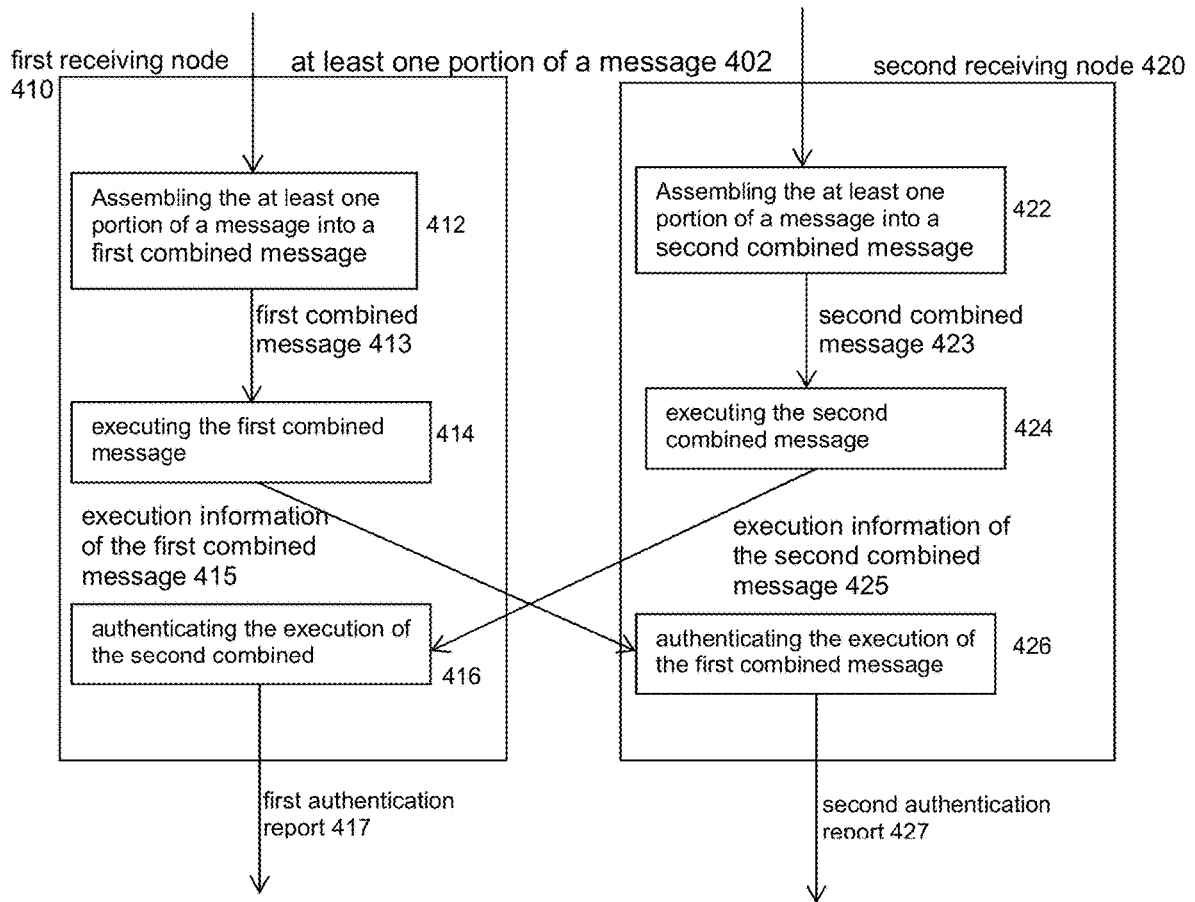 first receiving node
410
at least one portion of a message 402
second receiving node 420
Assembling the at least one
portion of a message into a
first combined message
412
Assembling the at least one
portion of a message into a
second combined message
422
first combined
message 413
second combined
message 423
executing the first combined
message
414
executing the second
combined message
424
execution information
of the first combined
message 415
execution information of
the second combined
message 425
authenticating the execution of
the second combined
416
authenticating the execution of
the first combined message
426
first authentication
report 417
second authentication
report 427